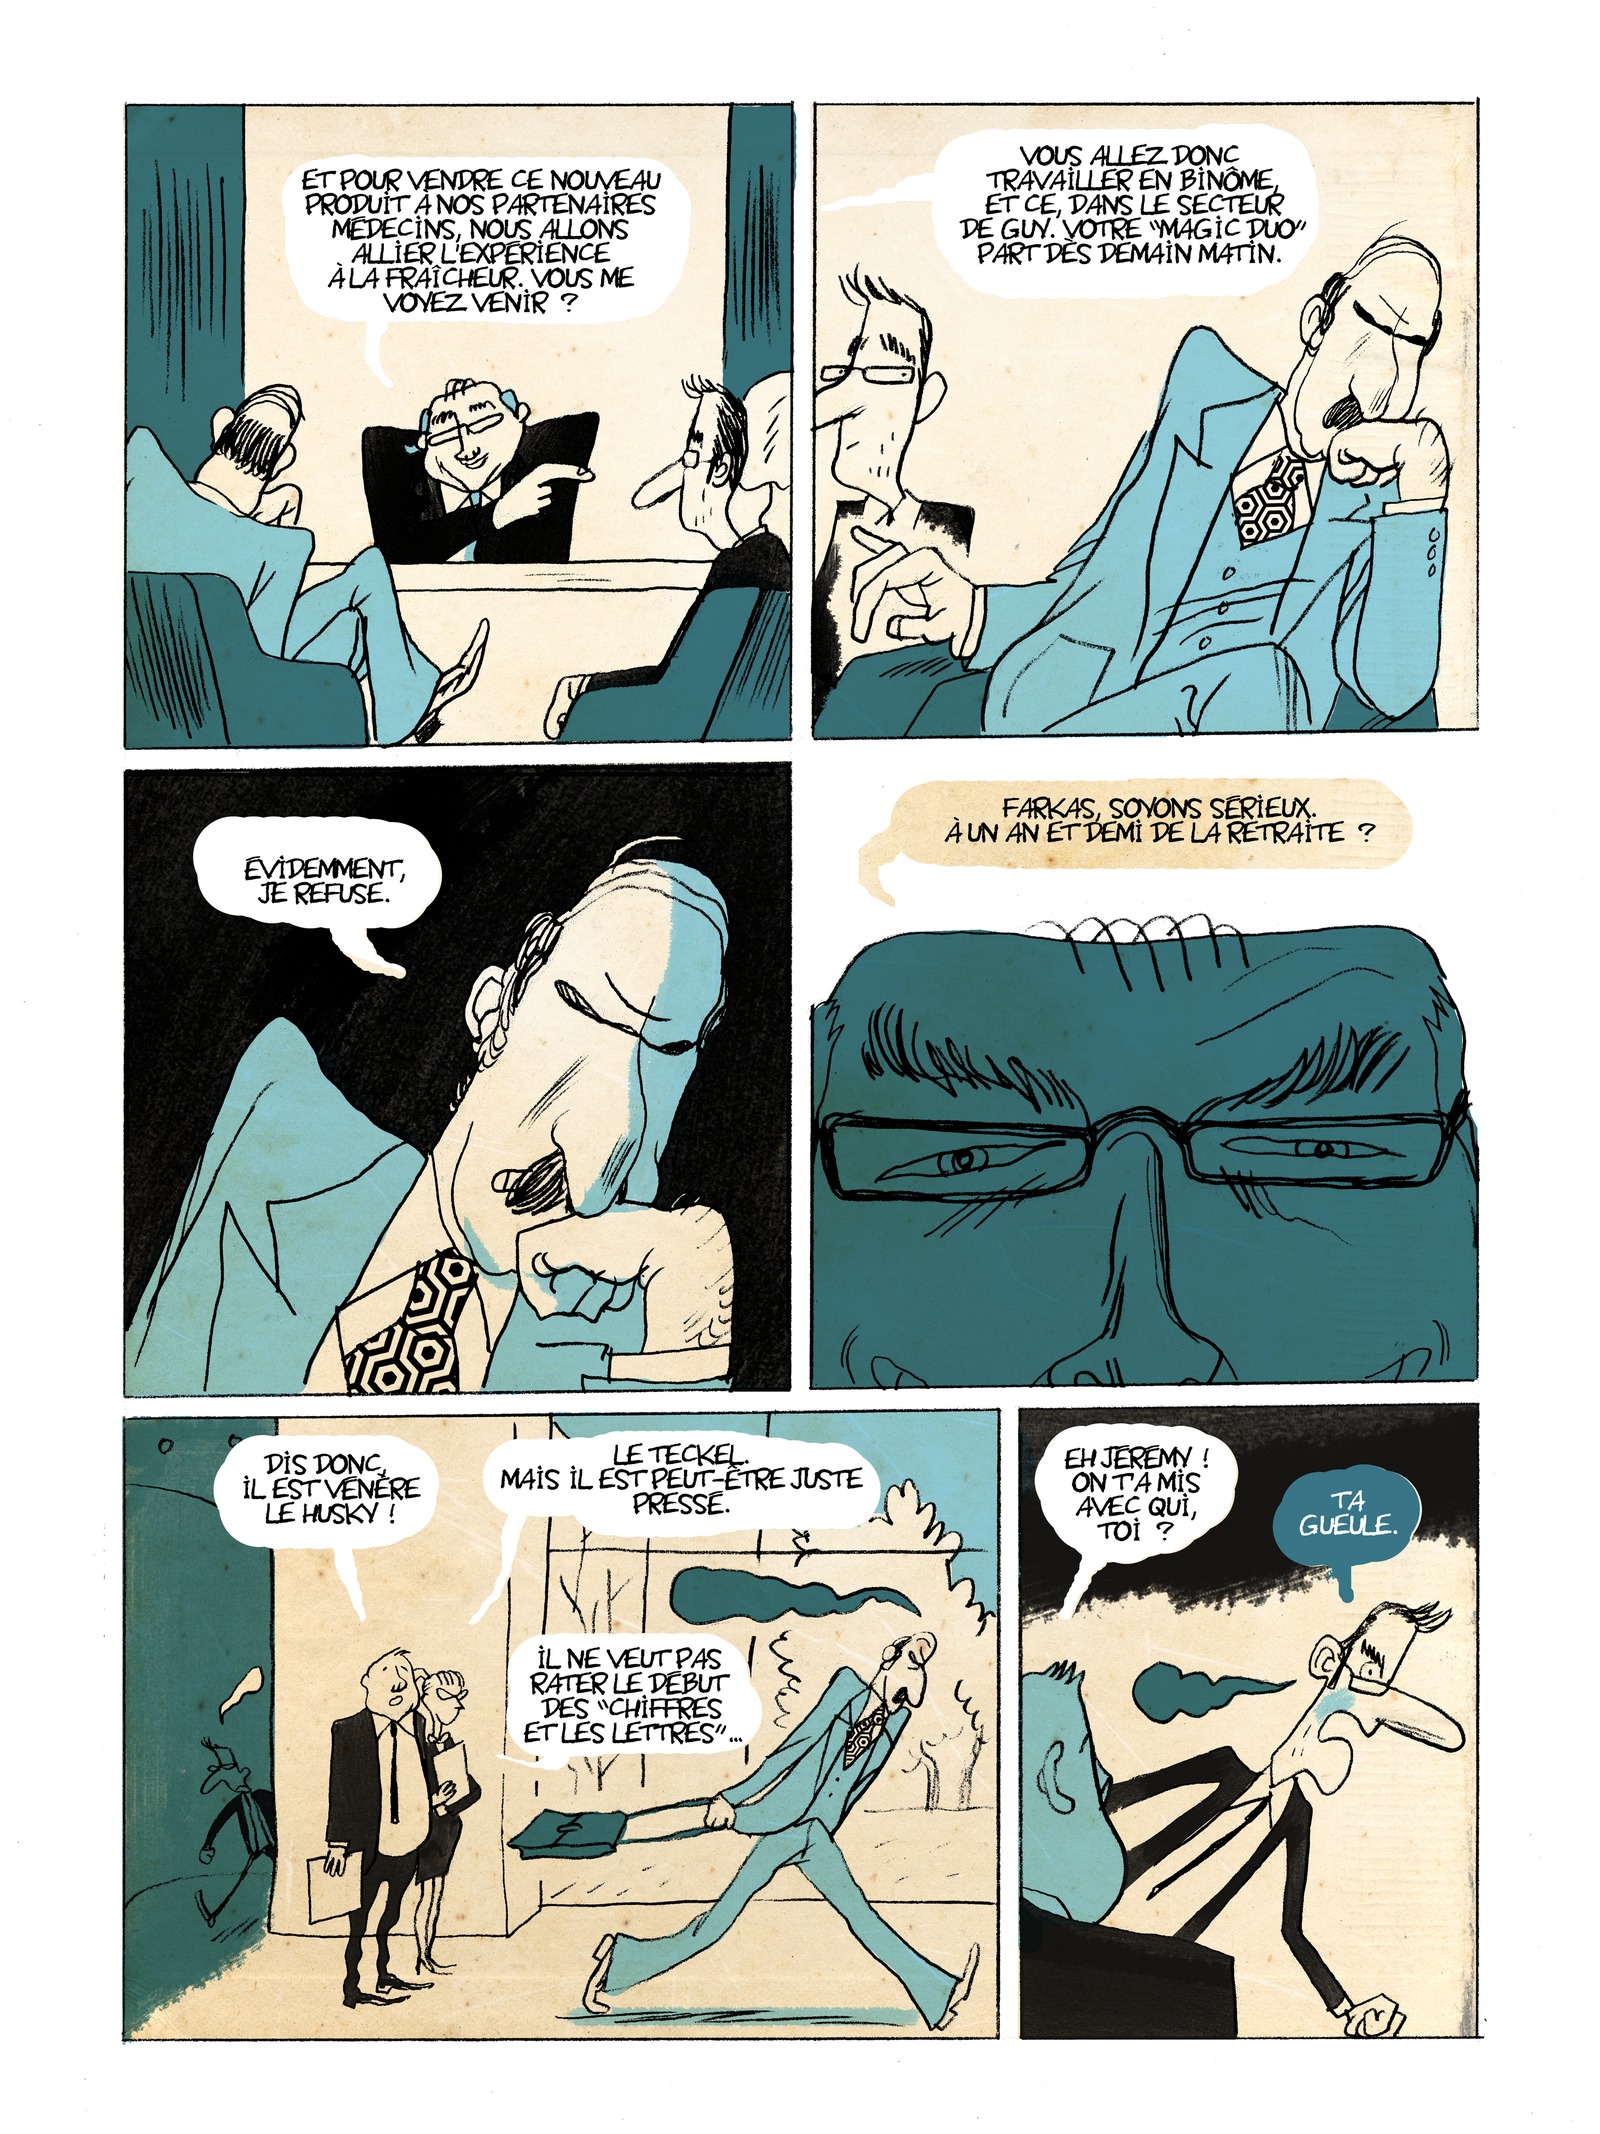 ET POUR VENDRE CE NOUVEAU
PRODUIT À NOS PARTENAIRES
MÉDECINS, NOUS ALLONS
ALLIER L'EXPÉRIENCE
À LA FRAÎCHEUR. VOUS ME
VOYEZ VENIR ?
VOUS ALLEZ DONC
TRAVAILLER EN BINÔME,
ET CE, DANS LE SECTEUR
DE GUY. VOTRE "MAGIC DUO"
PART DÈS DEMAIN MATIN.
ÉVIDEMMENT,
JE REFUSE.
FARKAS, SOYONS SÉRIEUX.
À UN AN ET DEMI DE LA RETRAITE ?
DIS DONC,
IL EST VÉNÈRE
LE HUSKY !
LE TECKEL.
MAIS IL EST PEUT-ÊTRE JUSTE
PRESSÉ.
IL NE VEUT PAS
RATER LE DÉBUT
DES "CHIFFRES
ET LES LETTRES"...
EH JÉRÉMY !
ON T'A MIS
AVEC QUI,
TOI ?
TA
GUEULE.